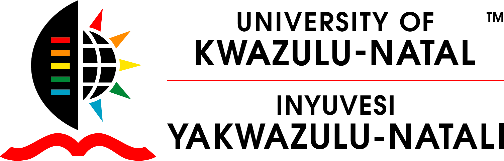 UNIVERSITY OF ™
KWAZULU-NATAL
INYUVESI
YAKWAZULU-NATALI